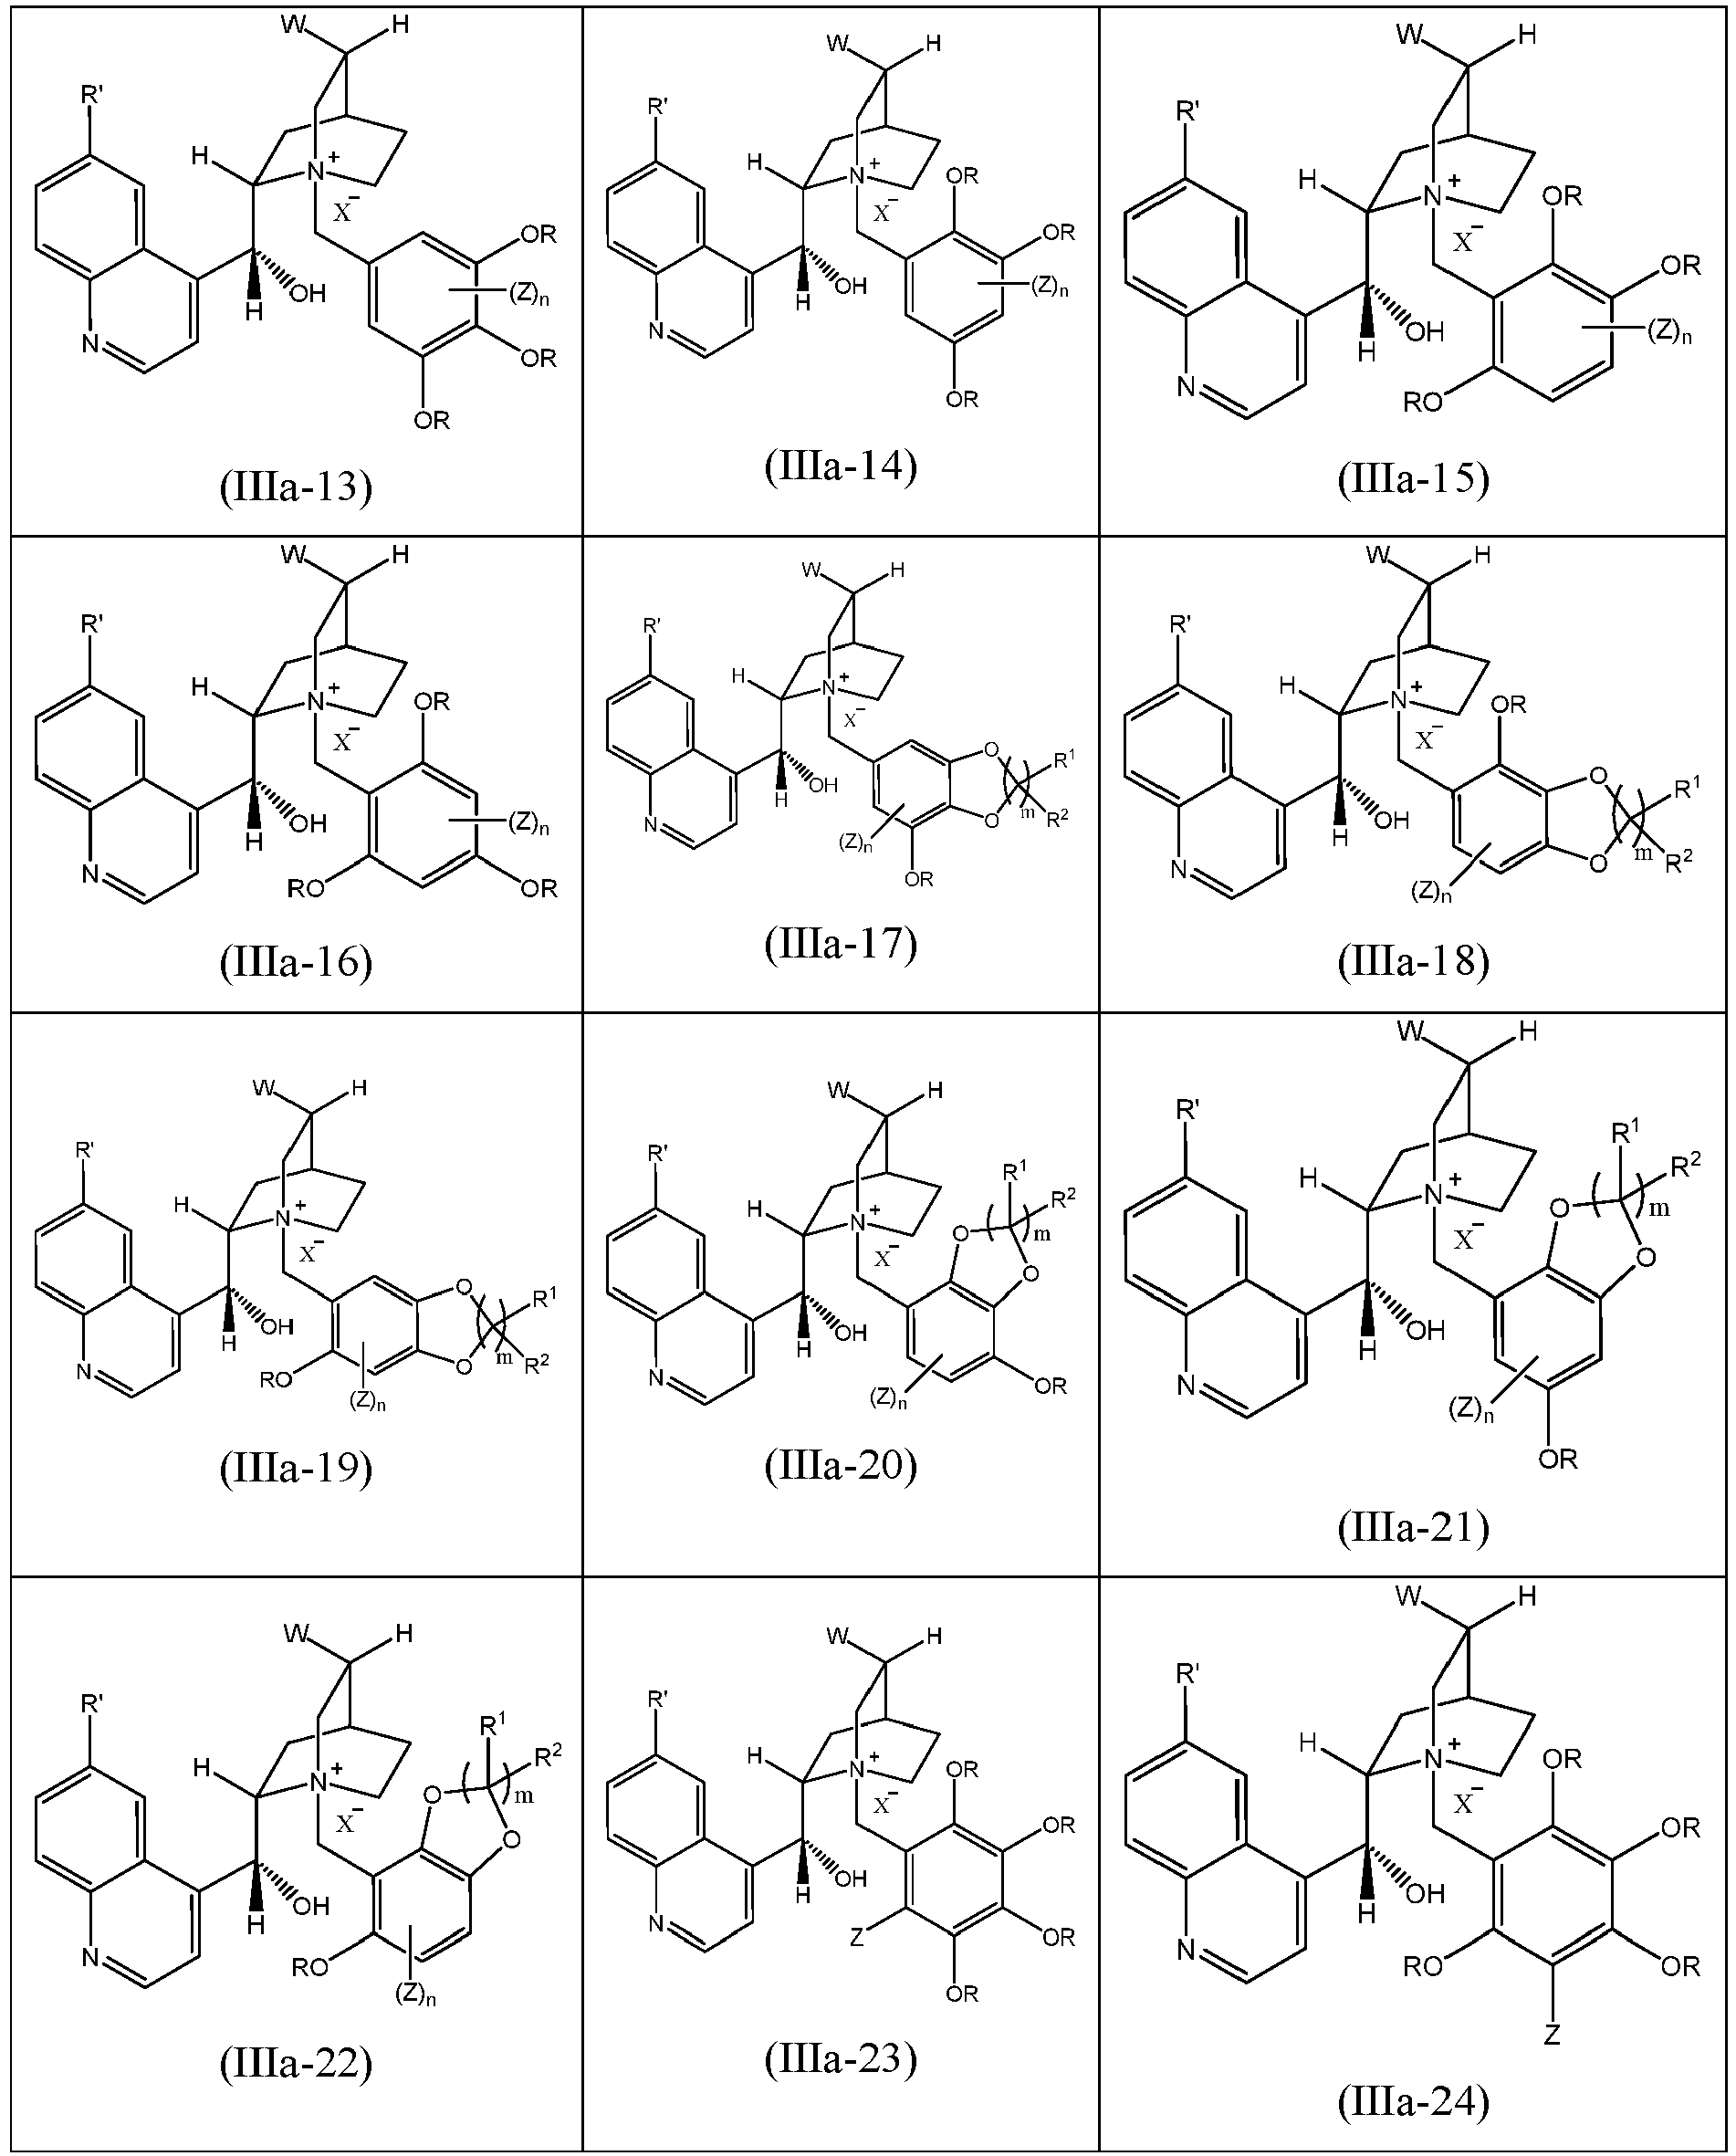 W H
R'
H N+
X−
OR
(Z)n
OH
H
N OR
OR
(IIIa-13)
W H
R'
H N+ OR
X− OR
(Z)n
OH
H
N
OR
(IIIa-14)
W H
R'
H N+ OR
X− OR
OH (Z)n
H
N RO
(IIIa-15)
W H
R'
H N+ OR
X−
OH (Z)n
H
N RO OR
(IIIa-16)
W H
R'
H N+
X−
O R1
OH m
H O R2
N (Z)n
OR
(IIIa-17)
W H
R'
H N+ OR
X−
O R1
OH m
H O R2
N (Z)n
(IIIa-18)
W H
R'
H N+
X−
O R1
OH m
H O R2
N RO (Z)n
(IIIa-19)
W H
R'
R1
H N+ R2
O m
X− O
OH
H
N (Z)n OR
(IIIa-20)
W H
R'
R1
R2
H N+ O m
X− O
OH
H
N (Z)n
OR
(IIIa-21)
W H
R'
R1
R2
H N+ O m
X− O
OH
H
N RO (Z)n
(IIIa-22)
W H
R'
H N+ OR
X− OR
OH
H
N Z OR
OR
(IIIa-23)
W H
R'
H N+ OR
X− OR
OH
H
N RO OR
Z
(IIIa-24)